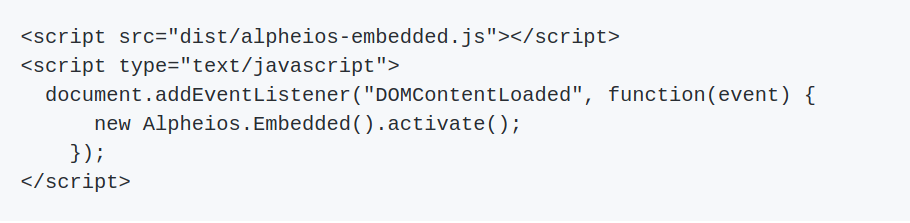 <script src="dist/alpheios-embedded.js"></script>
<script type="text/javascript">
  document.addEventListener("DOMContentLoaded", function(event) {
      new Alpheios.Embedded().activate();
    });
</script>